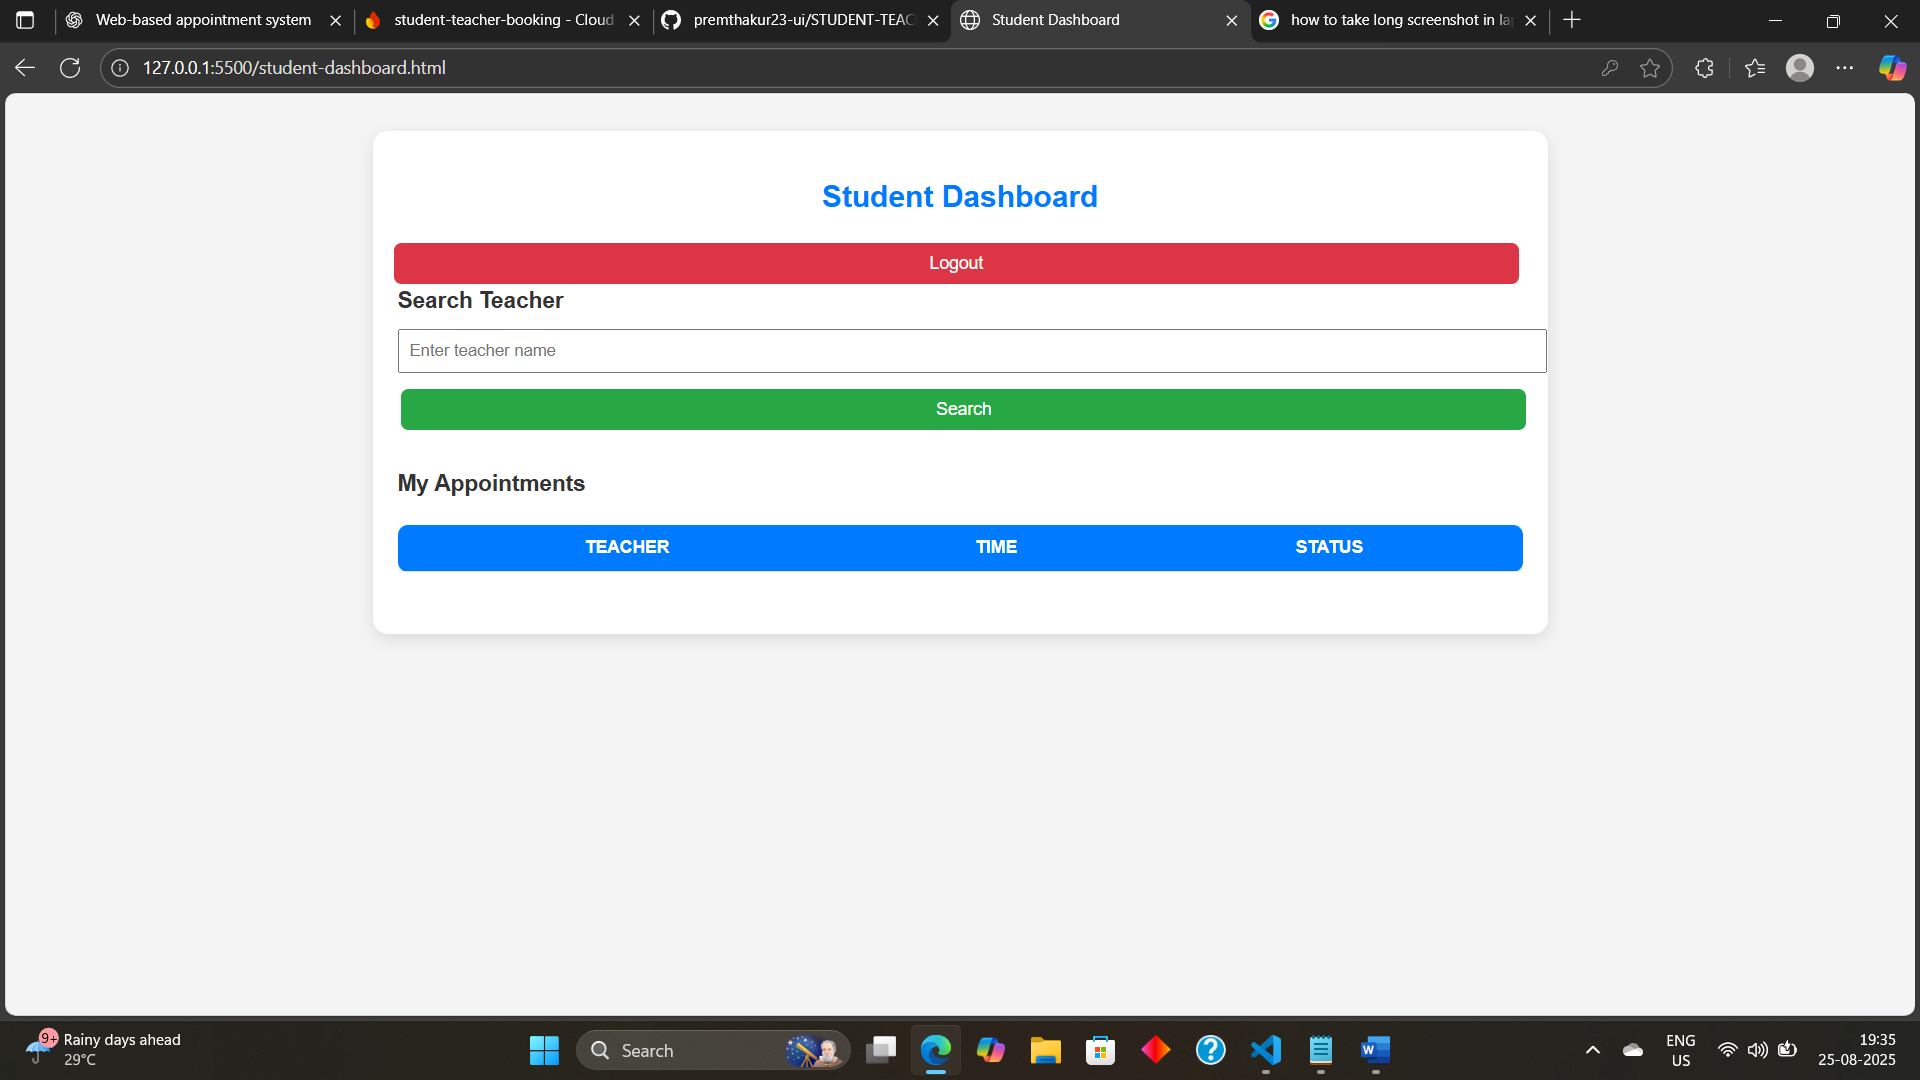 Web-based appointment system
student-teacher-booking - Cloud
premthakur23-ui/STUDENT-TEAC
Student Dashboard
how to take long screenshot in la
127.0.0.1:5500/student-dashboard.html
Student Dashboard
Logout
Search Teacher
Enter teacher name
Search
My Appointments
TEACHER TIME STATUS
9+
Rainy days ahead
29°C
Search
ENG
US
19:35
25-08-2025